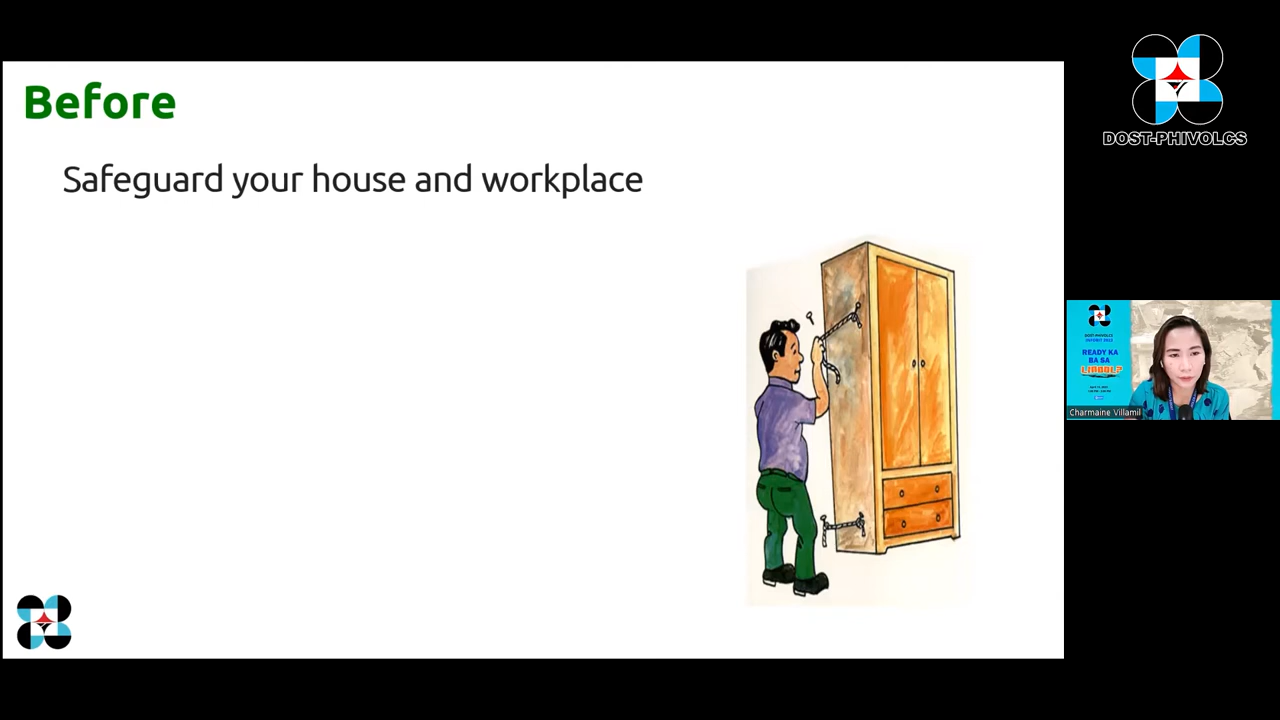 Before
Safeguard your house and workplace
DOST-PHIVOLCS
READY KA
BA SA
LINDOL?
Charmaine Villamil